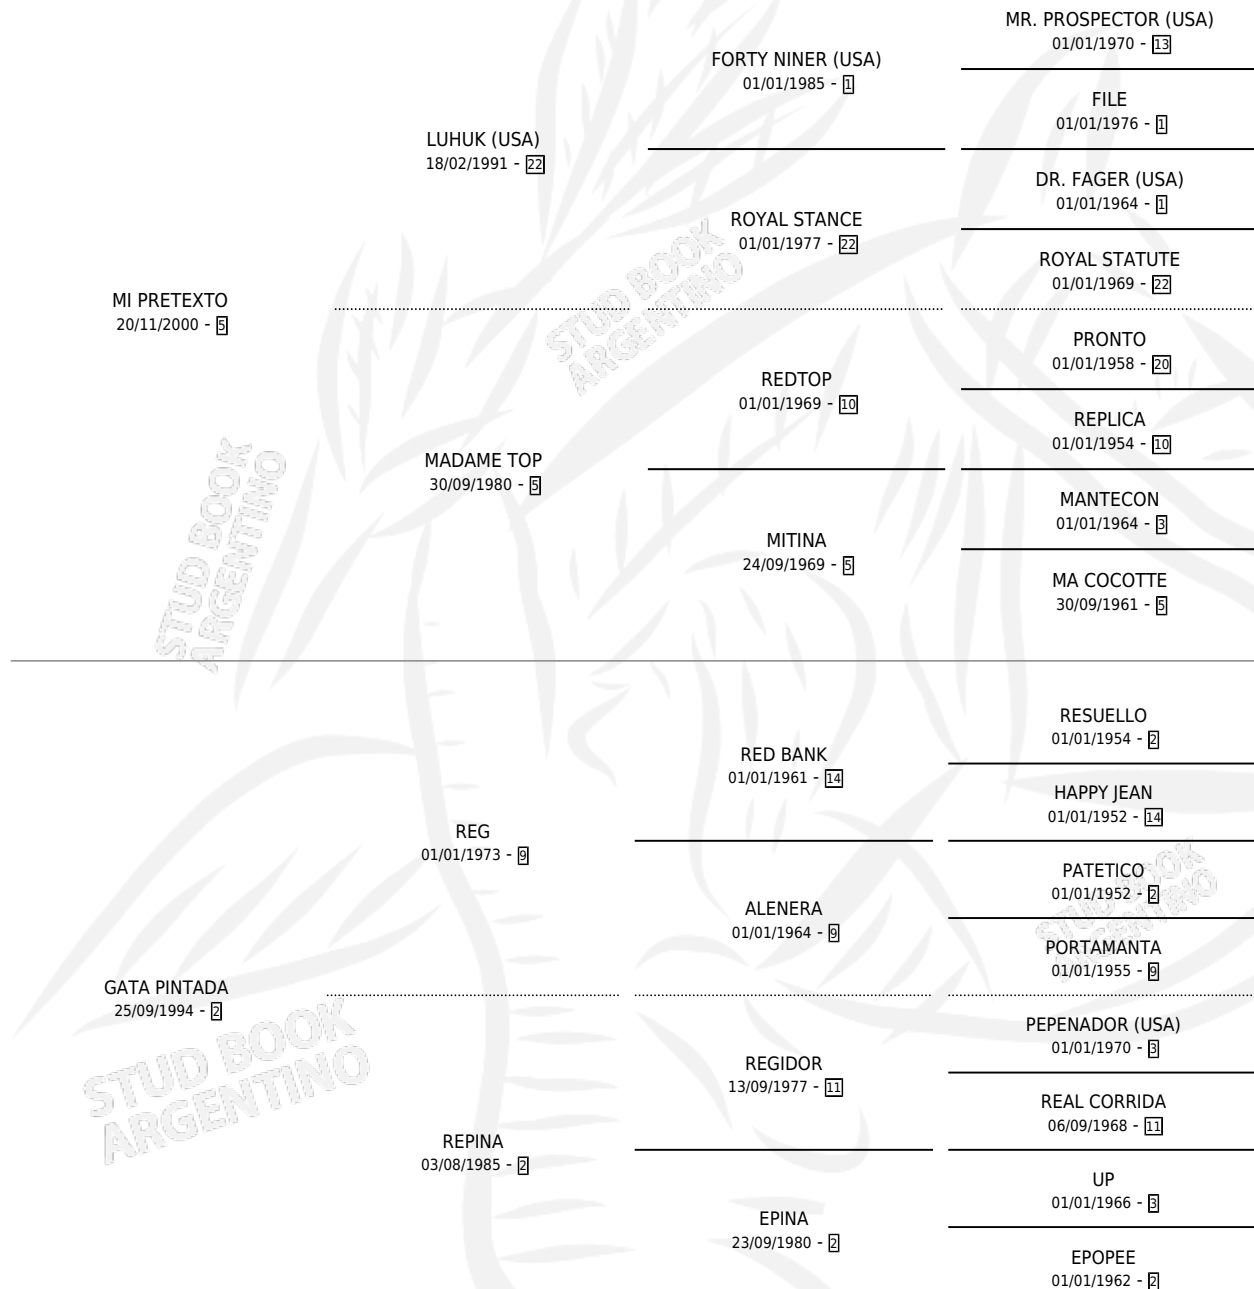 MR. PROSPECTOR (USA)
01/01/1970 - 13
FORTY NINER (USA)
01/01/1985 - 1
FILE
01/01/1976 - 1
LUHUK (USA)
18/02/1991 - 22
DR. FAGER (USA)
01/01/1964 - 1
ROYAL STANCE
01/01/1977 - 22
ROYAL STATUTE
01/01/1969 - 22
MI PRETEXTO
20/11/2000 - 5
PRONTO
01/01/1958 - 20
REDTOP
01/01/1969 - 10
REPLICA
01/01/1954 - 10
MADAME TOP
30/09/1980 - 5
MANTECON
01/01/1964 - 3
MITINA
24/09/1969 - 5
MA COCOTTE
30/09/1961 - 5
RESUELLO
01/01/1954 - 2
RED BANK
01/01/1961 - 14
HAPPY JEAN
01/01/1952 - 14
REG
01/01/1973 - 9
PATETICO
01/01/1952 - 2
ALENERA
01/01/1964 - 9
PORTAMANTA
01/01/1955 - 9
GATA PINTADA
25/09/1994 - 2
PEPENADOR (USA)
01/01/1970 - 3
REGIDOR
13/09/1977 - 11
REAL CORRIDA
06/09/1968 - 11
REPINA
03/08/1985 - 2
UP
01/01/1966 - 3
EPINA
23/09/1980 - 2
EPOPEE
01/01/1962 - 2
STUD BOOK
ARGENTINO
STUD BOOK
ARGENTINO
STUD BOOK
ARGENTINO
STUD BOOK
ARGENTINO